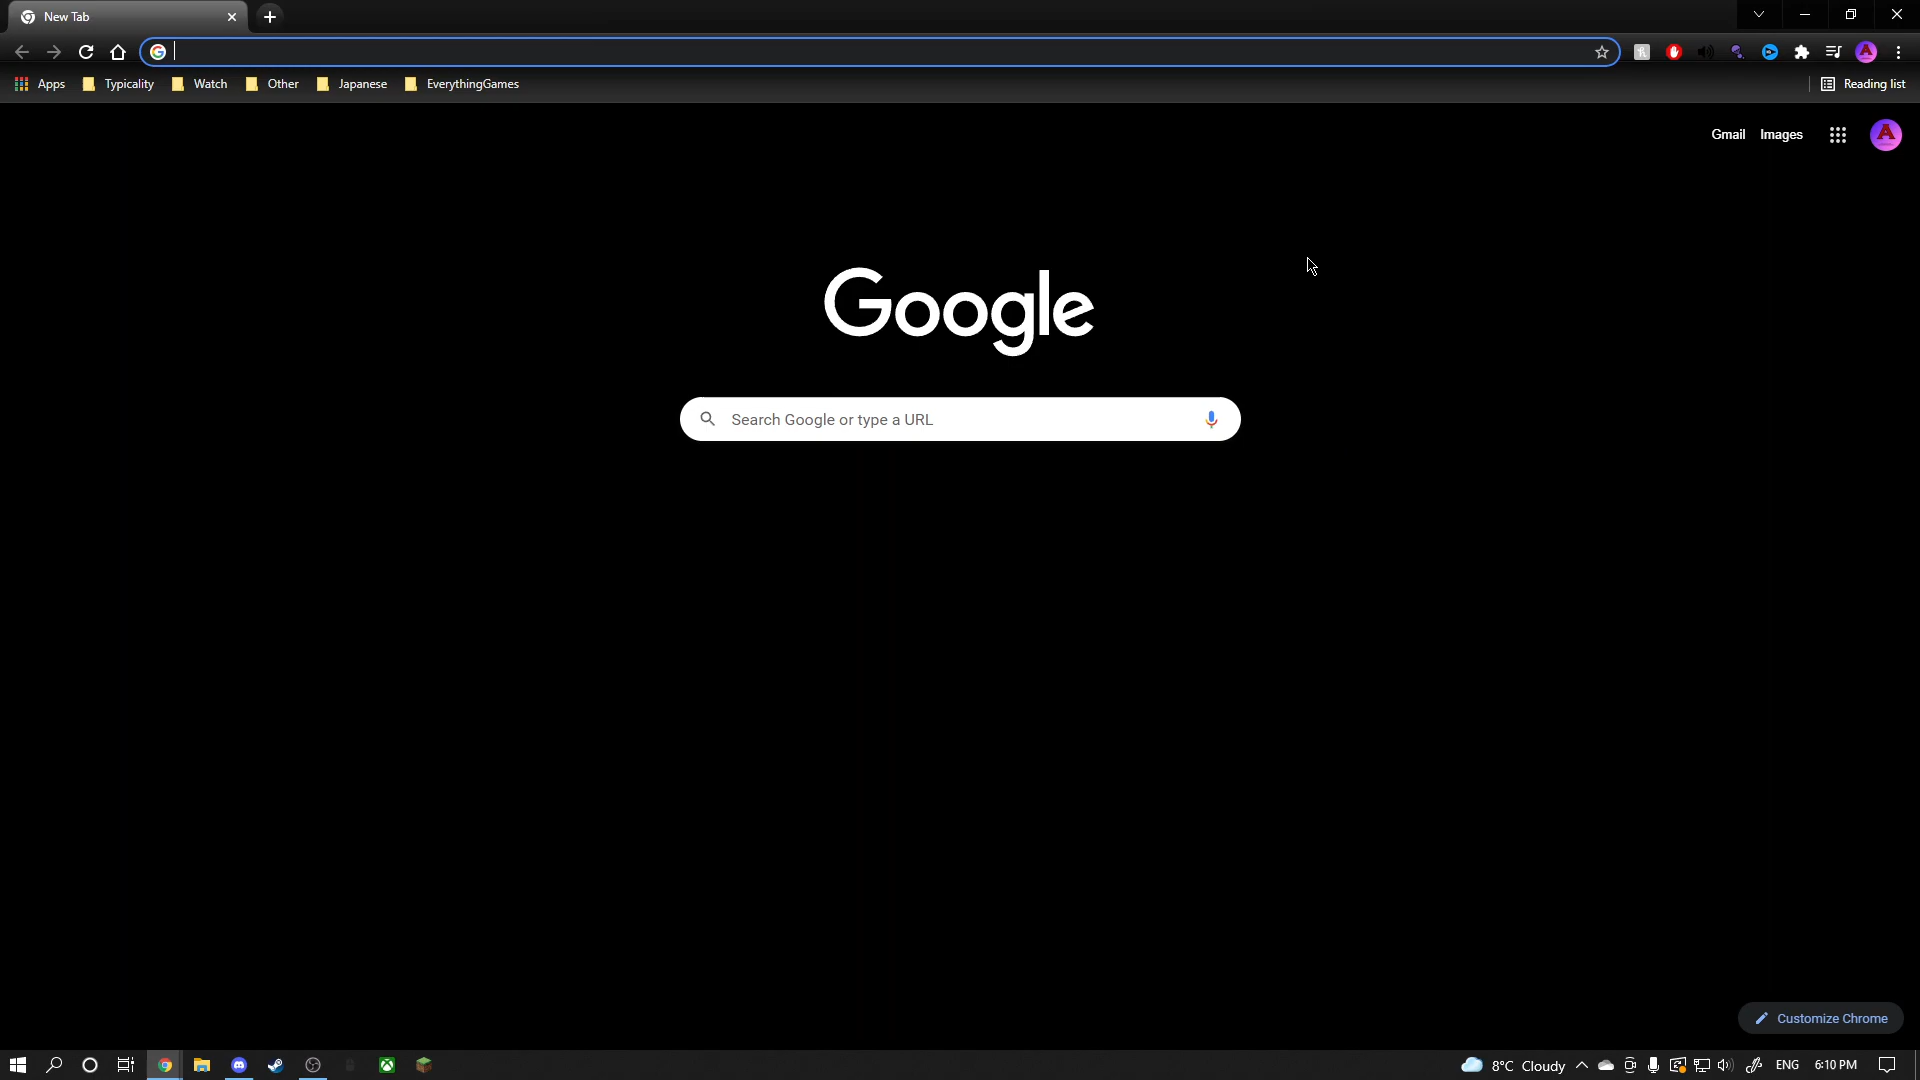 New Tab
Apps Typicality Watch Other Japanese EverythingGames Reading list
Gmail Images A
Google
Search Google or type a URL
Customize Chrome
8°C Cloudy ENG 6:10 PM